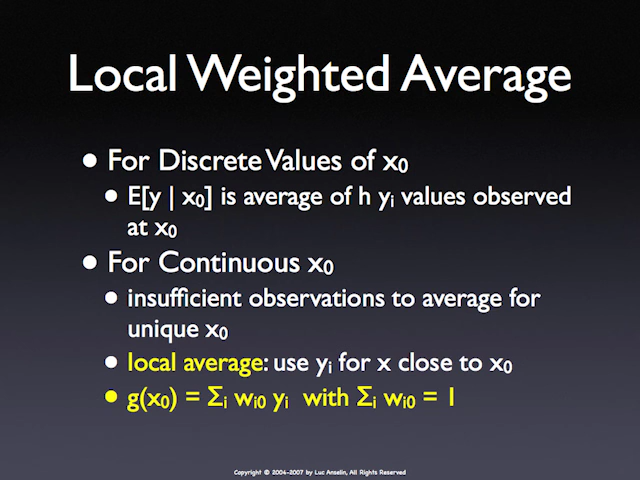 Local Weighted Average
• For Discrete Values of x₀
• E[y | x₀] is average of h yᵢ values observed
at x₀
• For Continuous x₀
• insufficient observations to average for
unique x₀
• local average: use yᵢ for x close to x₀
• g(x₀) = Σᵢ wᵢ₀ yᵢ with Σᵢ wᵢ₀ = 1
Copyright © 2004-2007 by Luc Anselin, All Rights Reserved